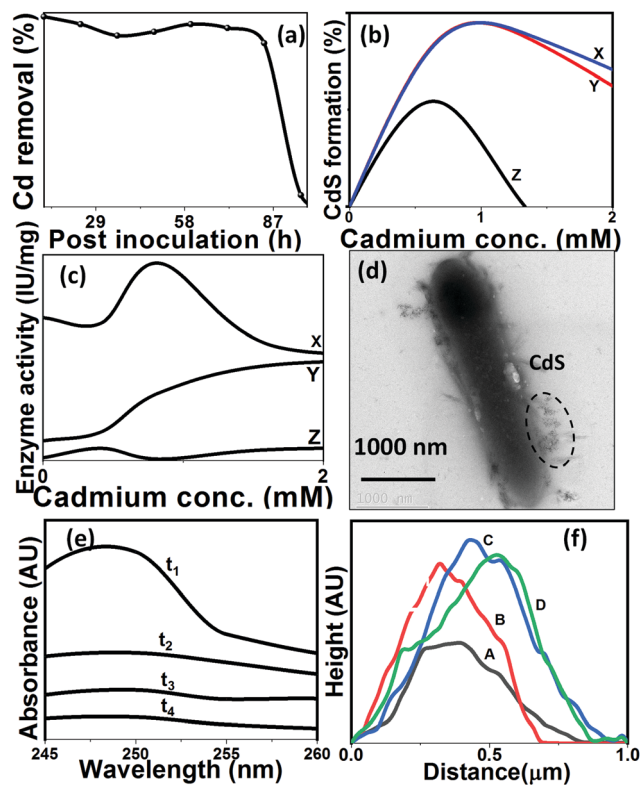 (a)
Cd removal (%)
29 58 87
Post inoculation (h)
(b)
CdS formation (%)
X
Y
Z
0 1 2
Cadmium conc. (mM)
(c)
Enzyme activity (IU/mg)
X
Y
Z
0 2
Cadmium conc. (mM)
(d)
CdS
1000 nm
1000 nm
(e)
Absorbance (AU)
t1
t2
t3
t4
245 250 255 260
Wavelength (nm)
(f)
Height (AU)
C
D
B
A
0.0 0.5 1.0
Distance(μm)